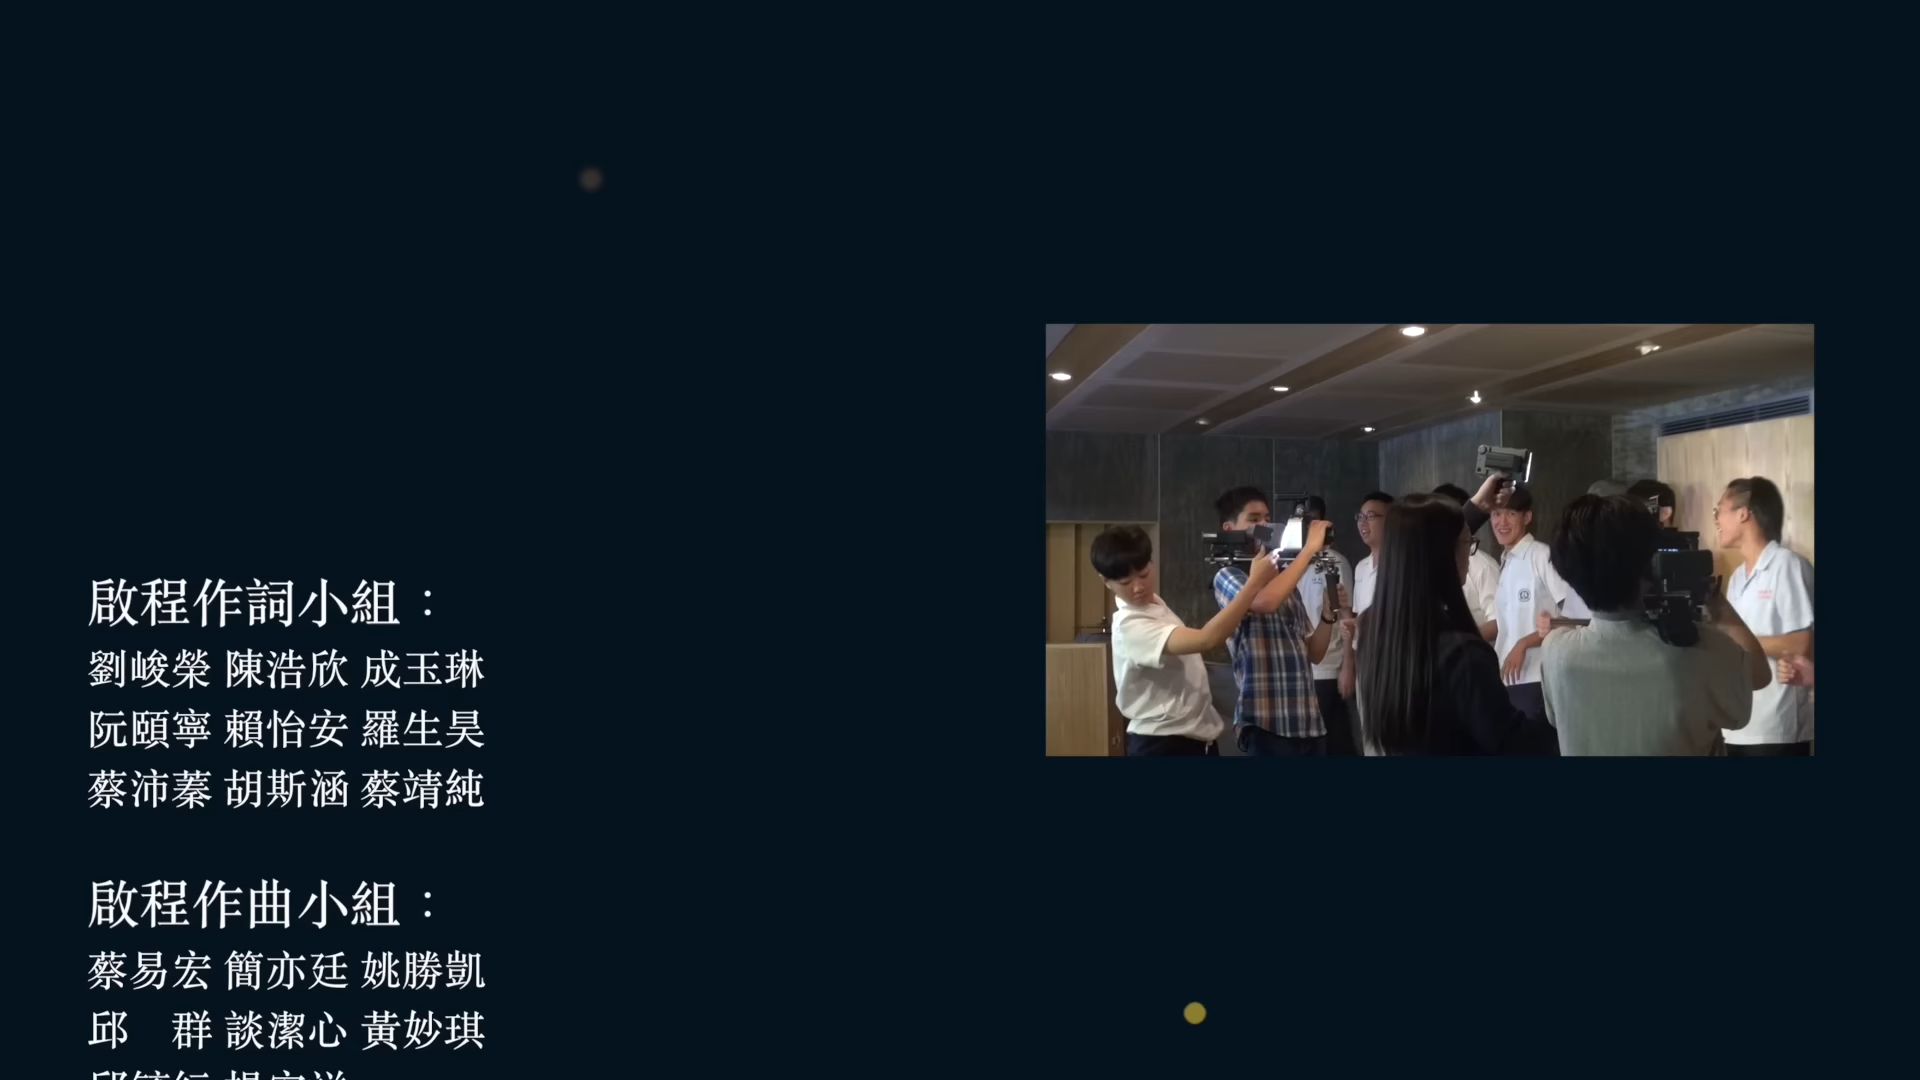 啟程作詞小組：
劉峻榮 陳浩欣 成玉琳
阮頤寧 賴怡安 羅生昊
蔡沛蓁 胡斯涵 蔡靖純
啟程作曲小組：
蔡易宏 簡亦廷 姚勝凱
邱　群 談潔心 黃妙琪